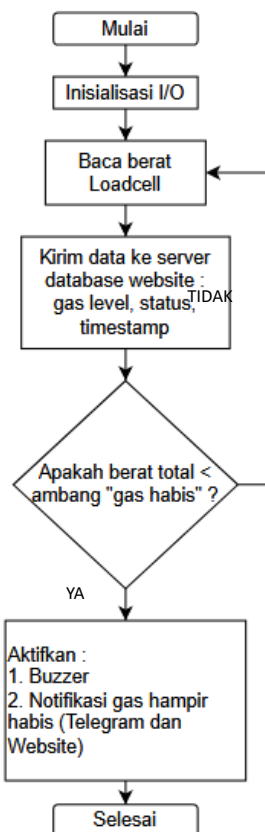 Mulai
Inisialisasi I/O
Baca berat
Loadcell
Kirim data ke server
database website :
gas level, status,
TIDAK
timestamp
Apakah berat total <
ambang "gas habis" ?
YA
Aktifkan :
1. Buzzer
2. Notifikasi gas hampir
habis (Telegram dan
Website)
Selesai